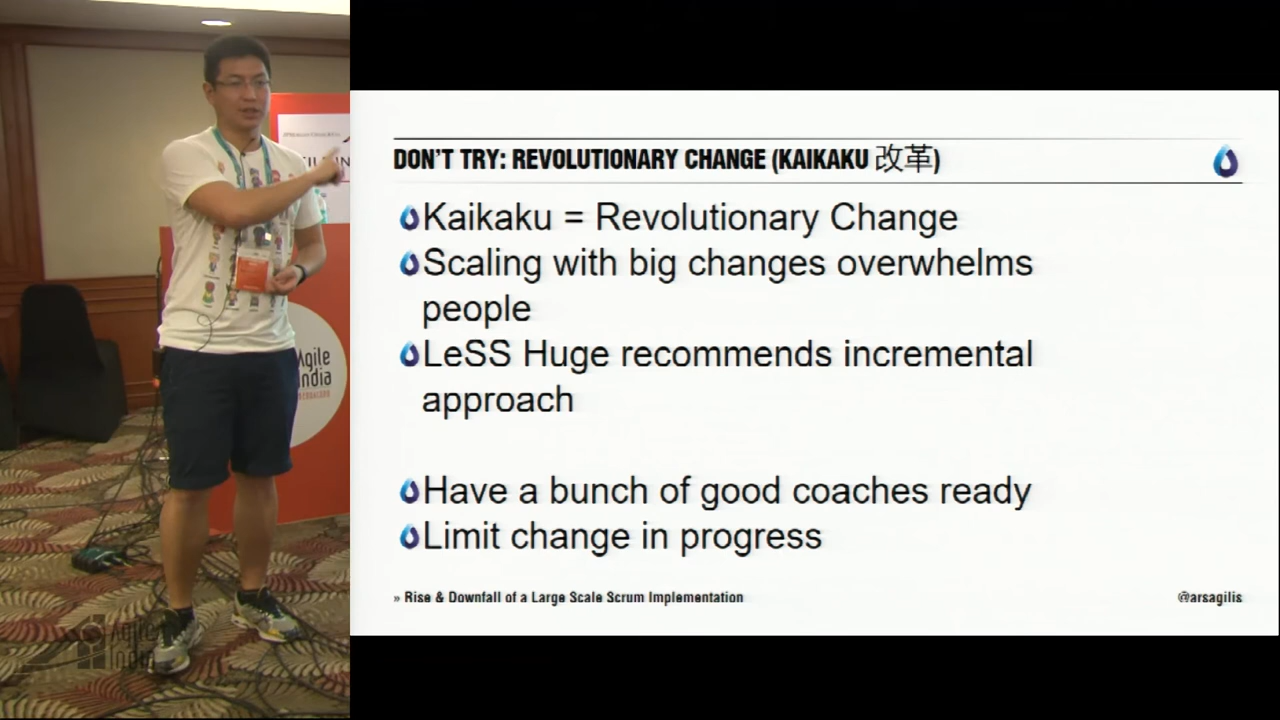 DON'T TRY: REVOLUTIONARY CHANGE (KAIKAKU 改革)
Kaikaku = Revolutionary Change
Scaling with big changes overwhelms
people
LeSS Huge recommends incremental
approach
Have a bunch of good coaches ready
Limit change in progress
» Rise & Downfall of a Large Scale Scrum Implementation
@arsagilis
Agile
India
Agile
India